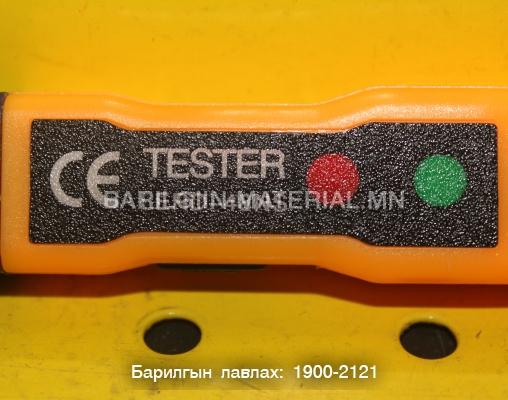 CE TESTER
BARILGIIN-MATERIAL.MN
Барилгын лавлах: 1900-2121